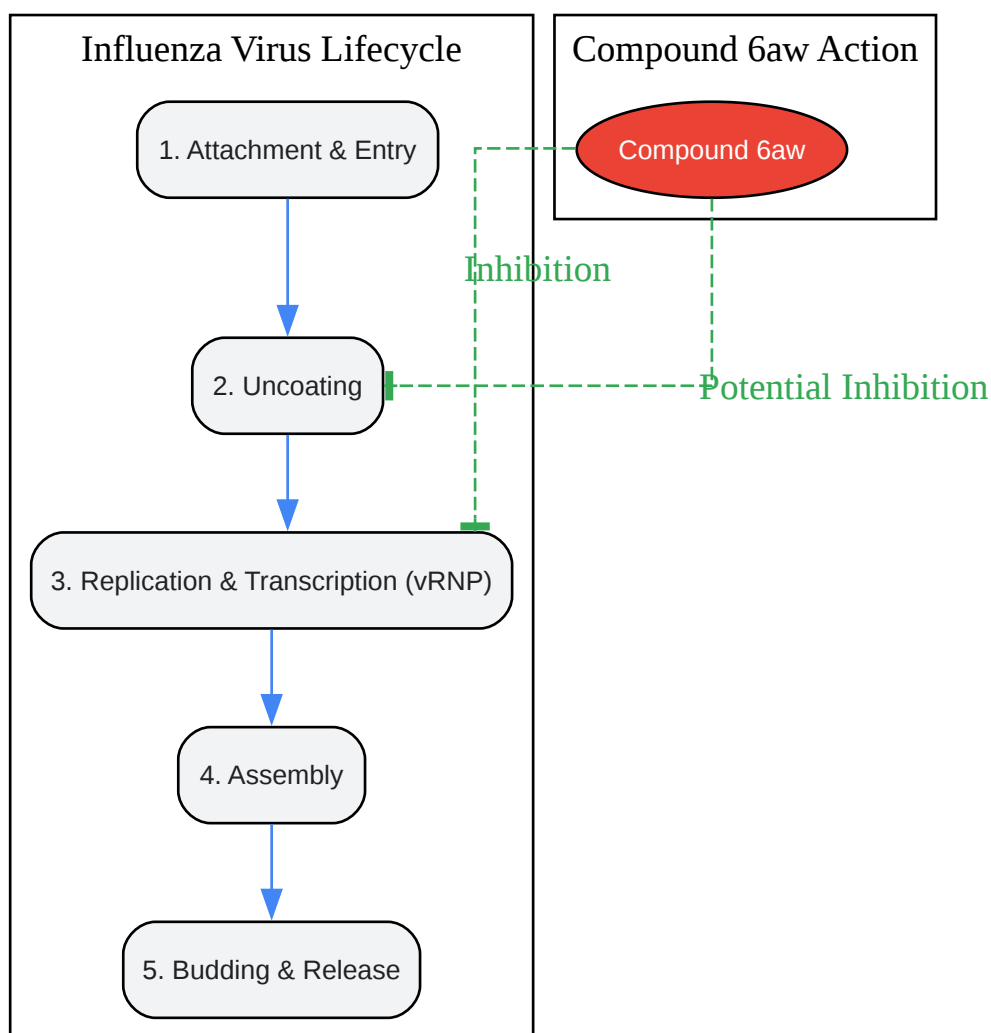 Influenza Virus Lifecycle
Compound 6aw Action
1. Attachment & Entry
Compound 6aw
Inhibition
2. Uncoating
Potential Inhibition
3. Replication & Transcription (vRNP)
4. Assembly
5. Budding & Release